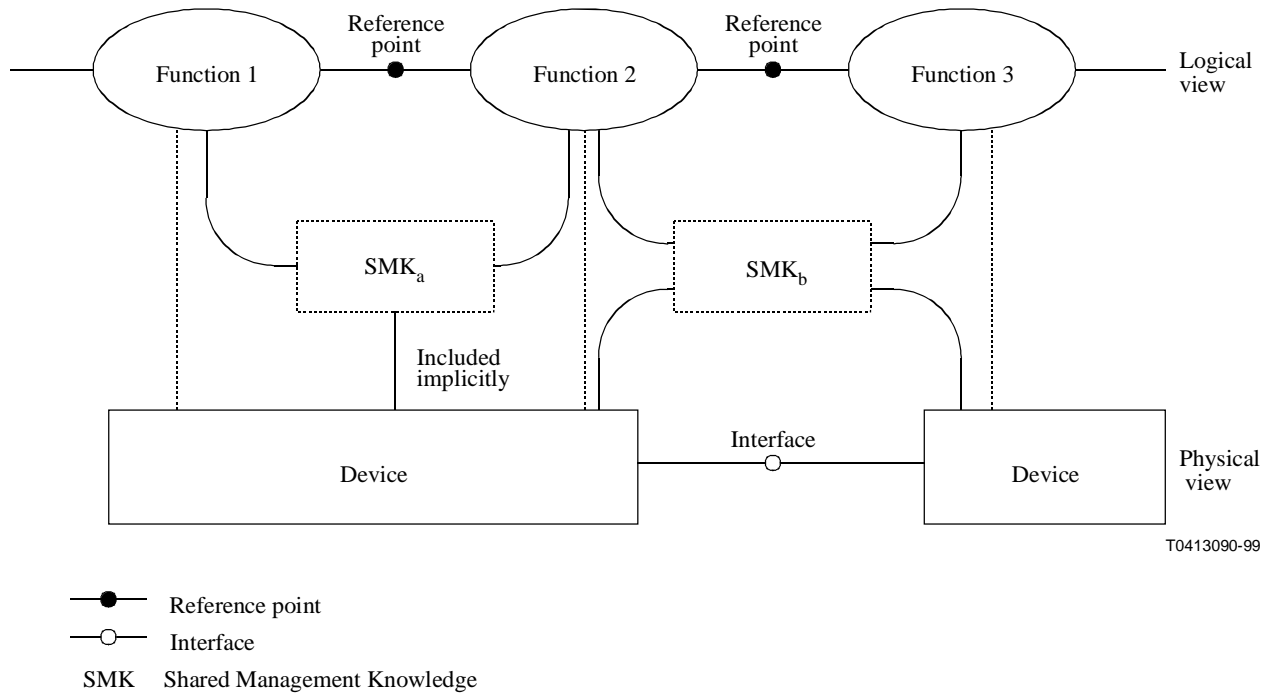 Reference
point
Reference
point
Function 1
Function 2
Function 3
Logical
view
SMKa
SMKb
Included
implicitly
Interface
Device
Device
Physical
view
T0413090-99
Reference point
Interface
SMK Shared Management Knowledge